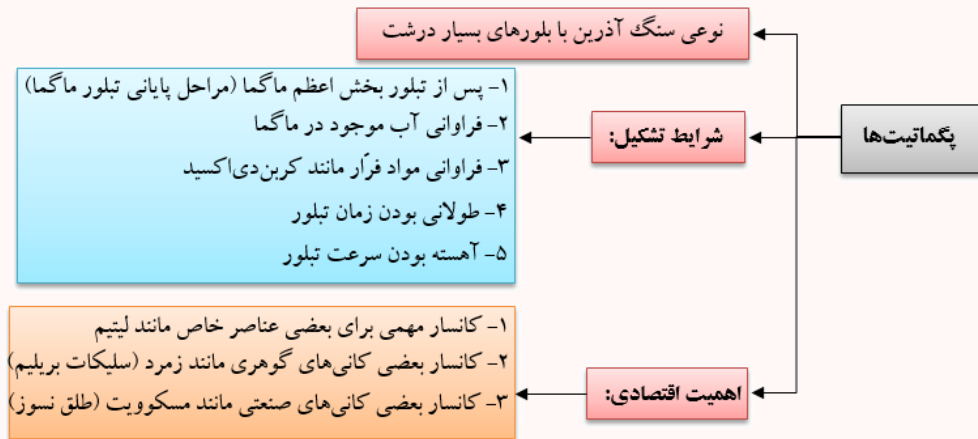 پگماتیت‌ها
نوعی سنگ آذرین با بلورهای بسیار درشت
شرایط تشکیل:
۱- پس از تبلور بخش اعظم ماگما (مراحل پایانی تبلور ماگما)
۲- فراوانی آب موجود در ماگما
۳- فراوانی مواد فرّار مانند کربن‌دی‌اکسید
۴- طولانی بودن زمان تبلور
۵- آهسته بودن سرعت تبلور
اهمیت اقتصادی:
۱- کانسار مهمی برای بعضی عناصر خاص مانند لیتیم
۲- کانسار بعضی کانی‌های گوهری مانند زمرد (سلیکات بریلیم)
۳- کانسار بعضی کانی‌های صنعتی مانند مسکوویت (طلق نسوز)